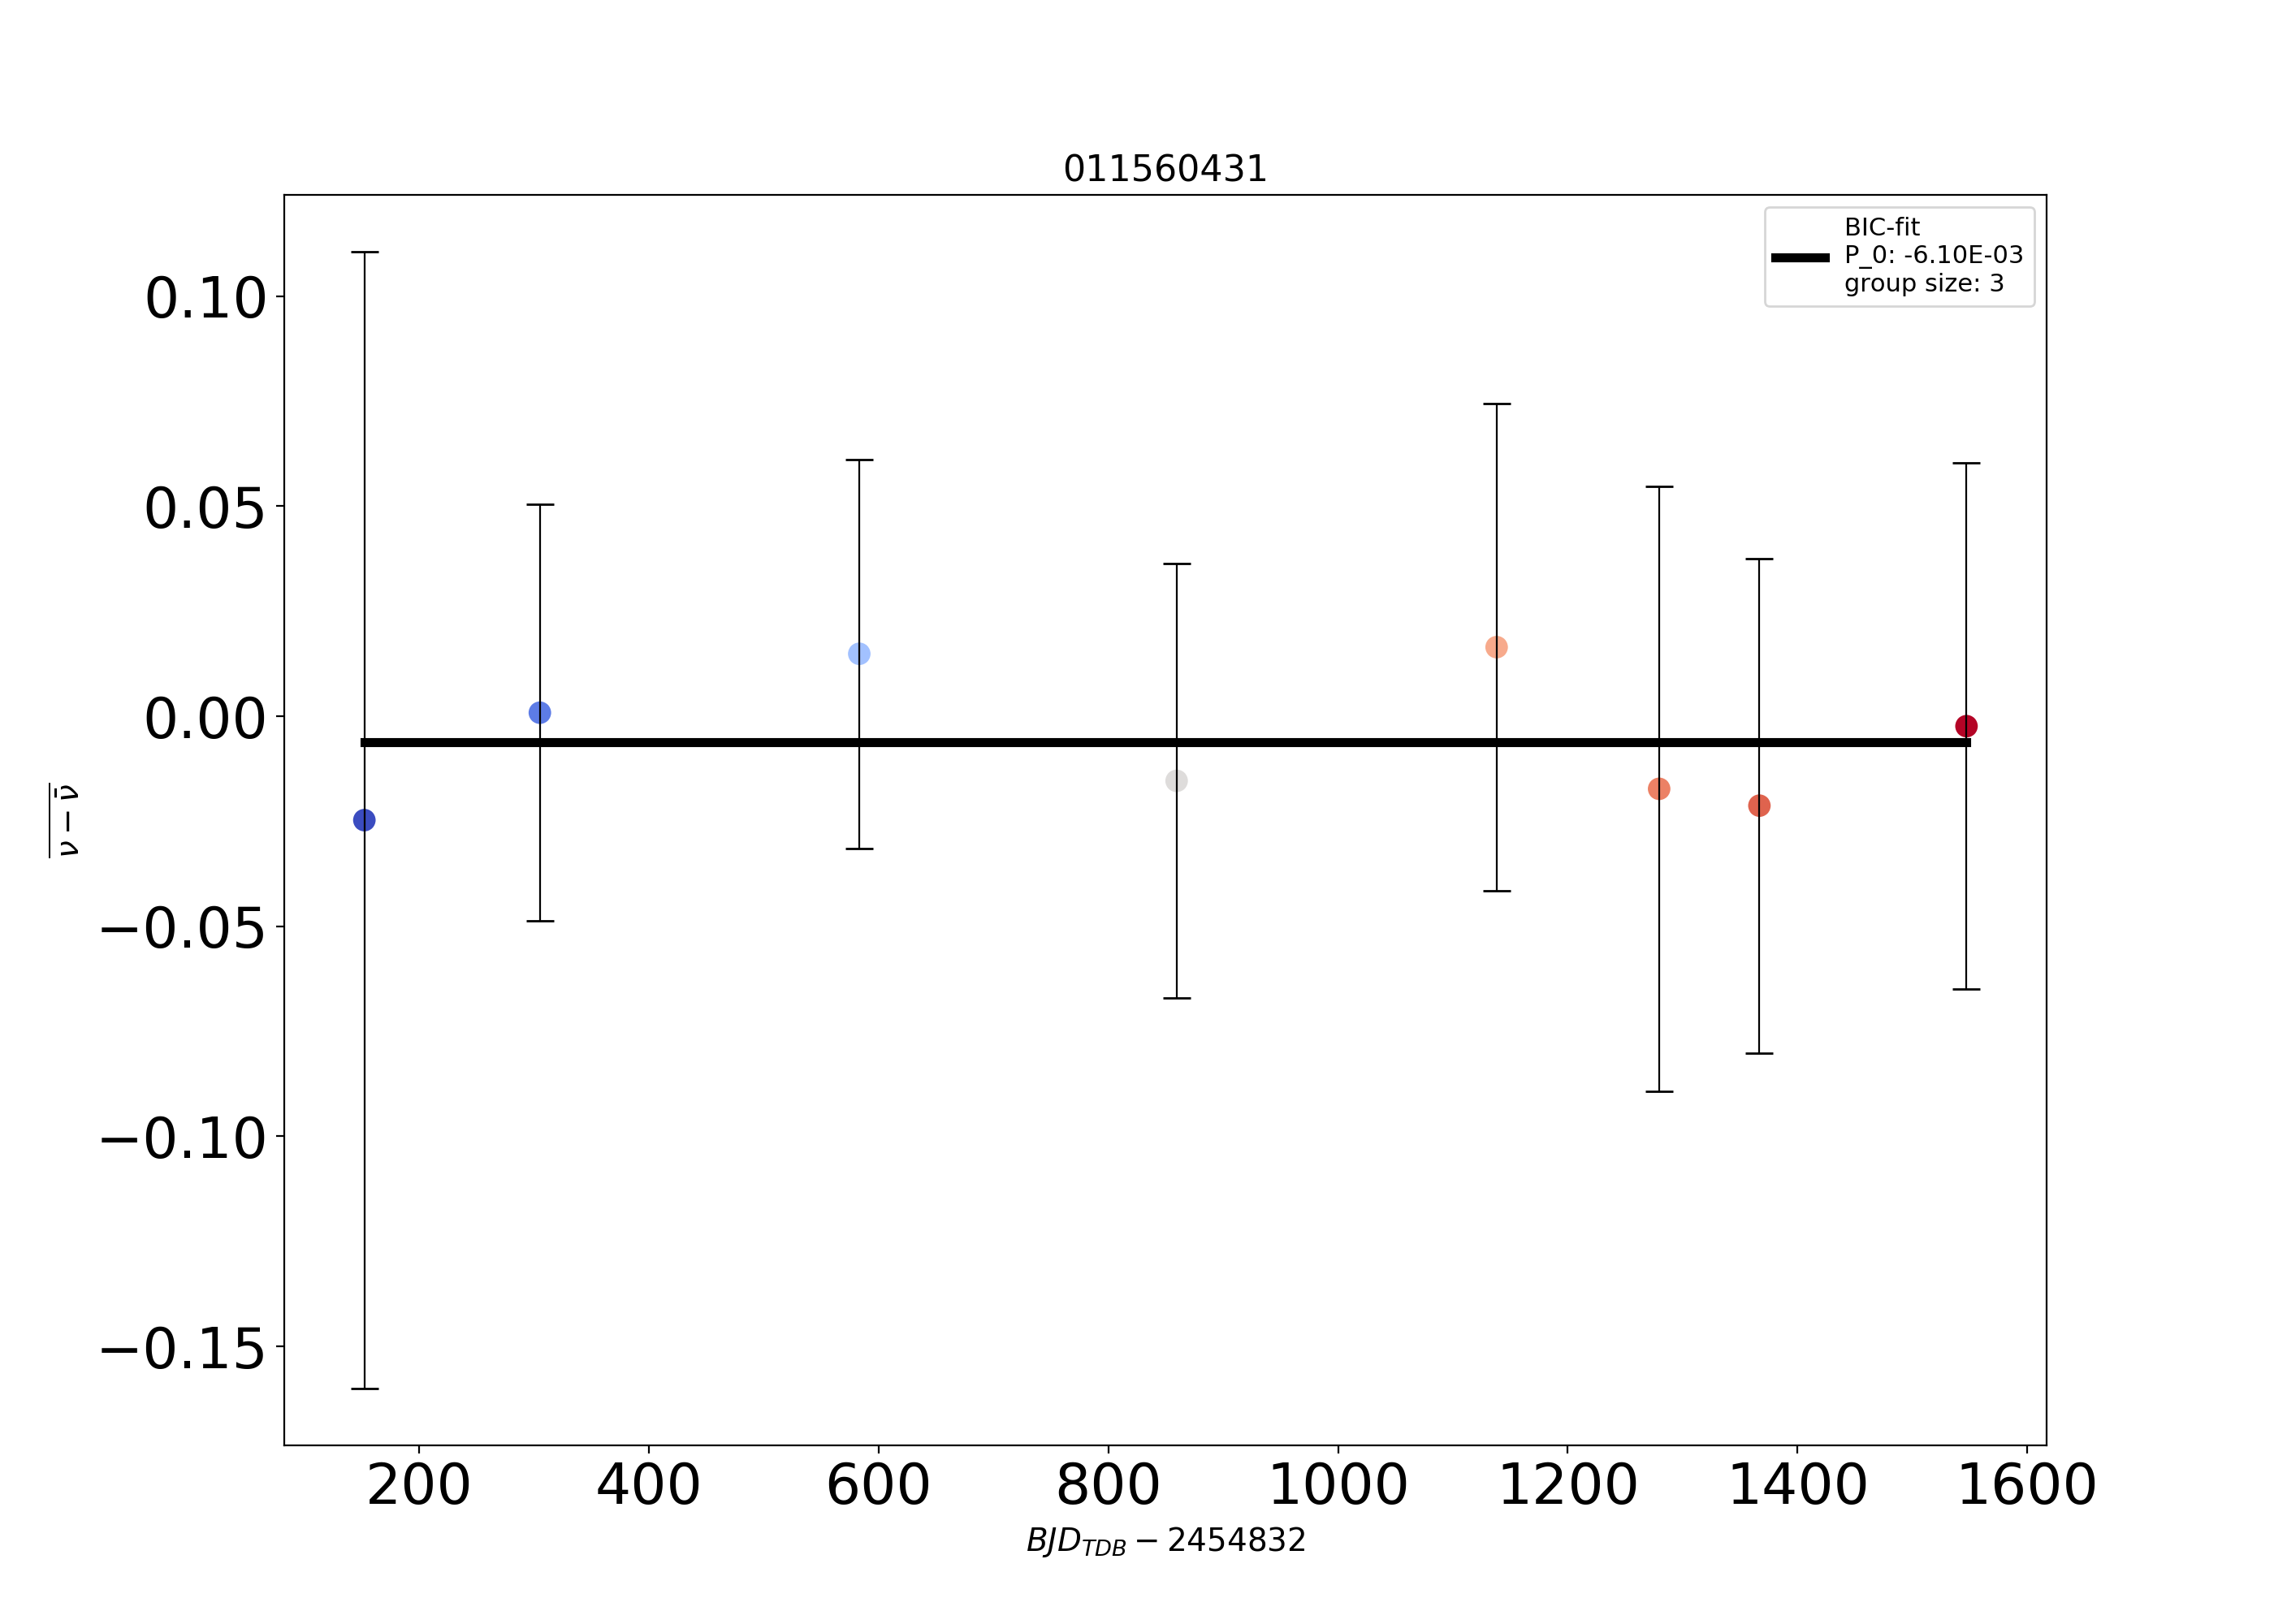 011560431
BIC-fit
P_0: -6.10E-03
group size: 3
0.10
0.05
0.00
−0.05
−0.10
−0.15
ν − ν̄
200 400 600 800 1000 1200 1400 1600
BJD_TDB − 2454832